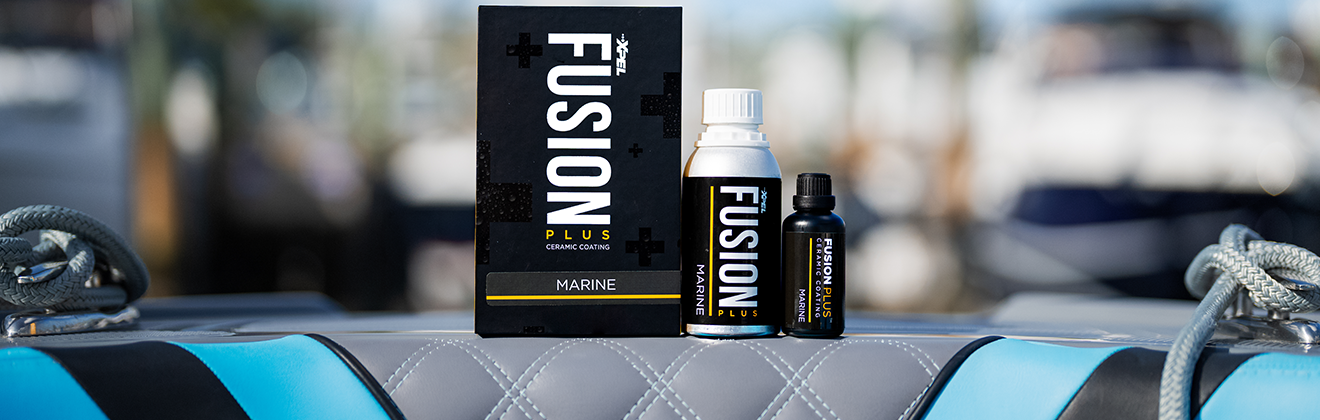 XPEL
FUSION
PLUS
CERAMIC COATING
MARINE
XPEL
FUSION
PLUS
MARINE
FUSION PLUS
CERAMIC COATING
MARINE